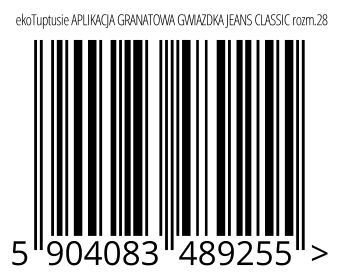 ekoTuptusie APLIKACJA GRANATOWA GWIAZDKA JEANS CLASSIC rozm.28
5 904083 489255 >